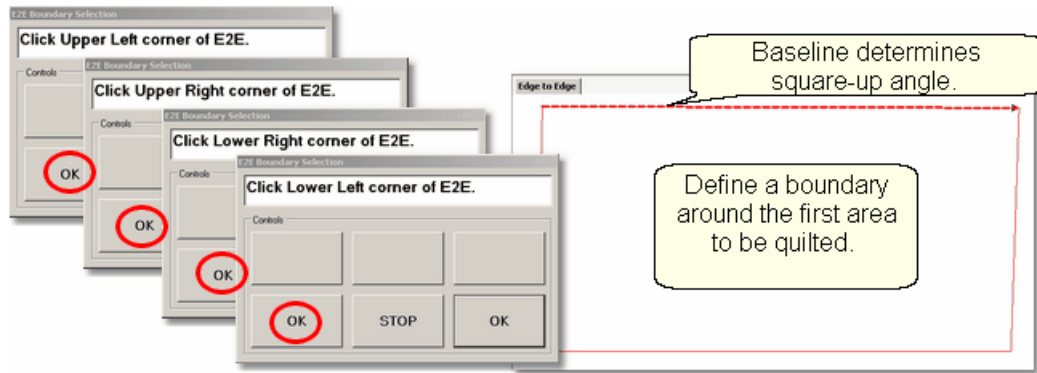 E2E Boundary Selection
Click Upper Left corner of E2E.
Controls
OK
E2E Boundary Selection
Click Upper Right corner of E2E.
Controls
OK
E2E Boundary Selection
Click Lower Right corner of E2E.
Controls
OK
E2E Boundary Selection
Click Lower Left corner of E2E.
Controls
OK STOP OK
Baseline determines
square-up angle.
Edge to Edge
Define a boundary
around the first area
to be quilted.